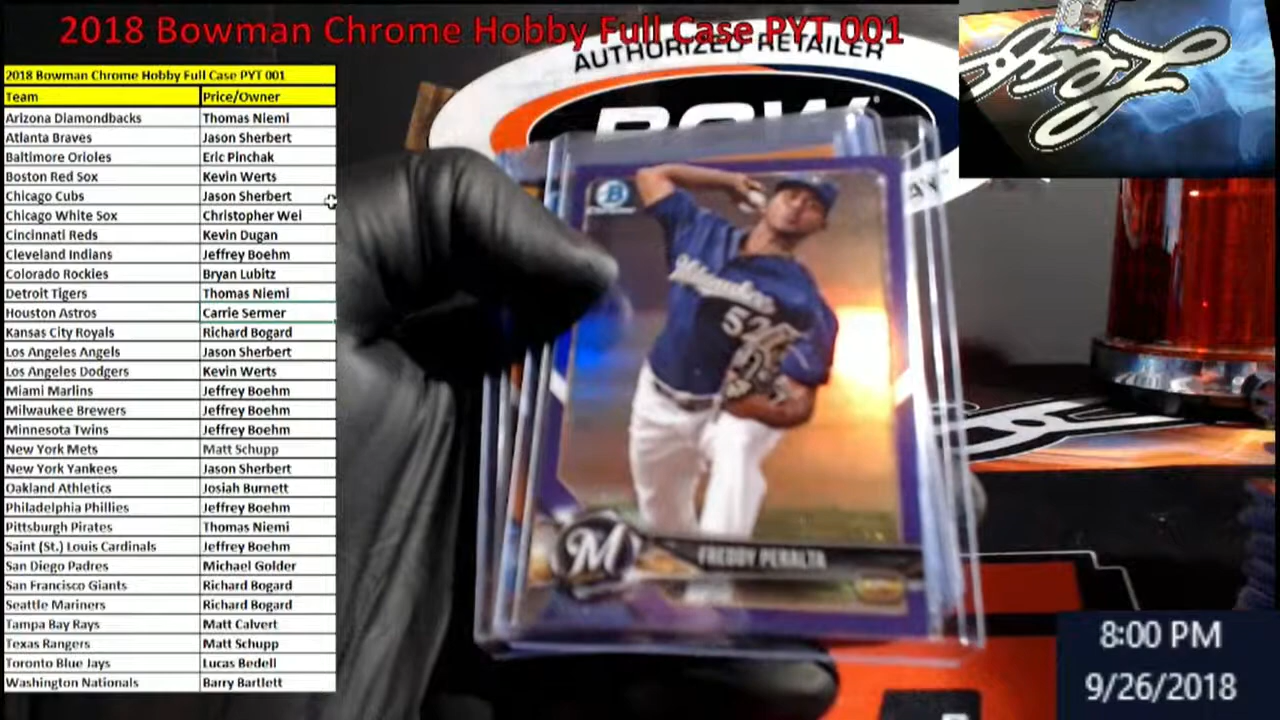 2018 Bowman Chrome Hobby Full Case PYT 001
AUTHORIZED RETAILER
BOW
2018 Bowman Chrome Hobby Full Case PYT 001
Team Price/Owner
Arizona Diamondbacks Thomas Niemi
Atlanta Braves Jason Sherbert
Baltimore Orioles Eric Pinchak
Boston Red Sox Kevin Werts
Chicago Cubs Jason Sherbert
Chicago White Sox Christopher Wei
Cincinnati Reds Kevin Dugan
Cleveland Indians Jeffrey Boehm
Colorado Rockies Bryan Lubitz
Detroit Tigers Thomas Niemi
Houston Astros Carrie Sermer
Kansas City Royals Richard Bogard
Los Angeles Angels Jason Sherbert
Los Angeles Dodgers Kevin Werts
Miami Marlins Jeffrey Boehm
Milwaukee Brewers Jeffrey Boehm
Minnesota Twins Jeffrey Boehm
New York Mets Matt Schupp
New York Yankees Jason Sherbert
Oakland Athletics Josiah Burnett
Philadelphia Phillies Jeffrey Boehm
Pittsburgh Pirates Thomas Niemi
Saint (St.) Louis Cardinals Jeffrey Boehm
San Diego Padres Michael Golder
San Francisco Giants Richard Bogard
Seattle Mariners Richard Bogard
Tampa Bay Rays Matt Calvert
Texas Rangers Matt Schupp
Toronto Blue Jays Lucas Bedell
Washington Nationals Barry Bartlett
B
Milwaukee
5
M
FREDDY PERALTA
8:00 PM
9/26/2018